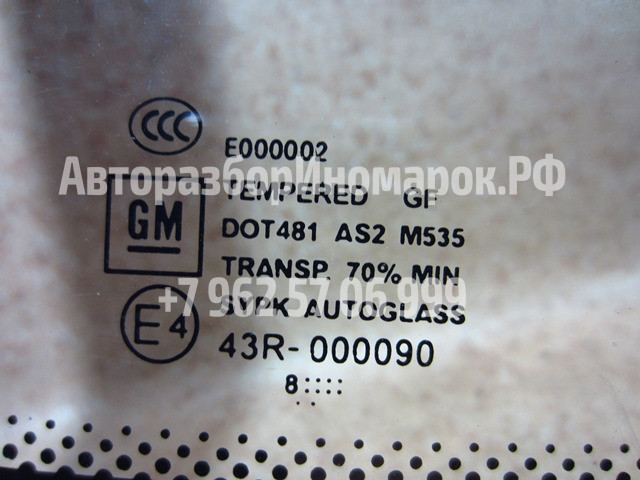 CCC
E000002
АвторазборИномарок.РФ
TEMPERED GF
GM
DOT481 AS2 M535
TRANSP. 70% MIN
+7 962 57 06 999
SYPK AUTOGLASS
E4
43R-000090
8